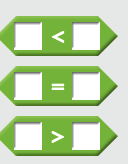 <
=
>